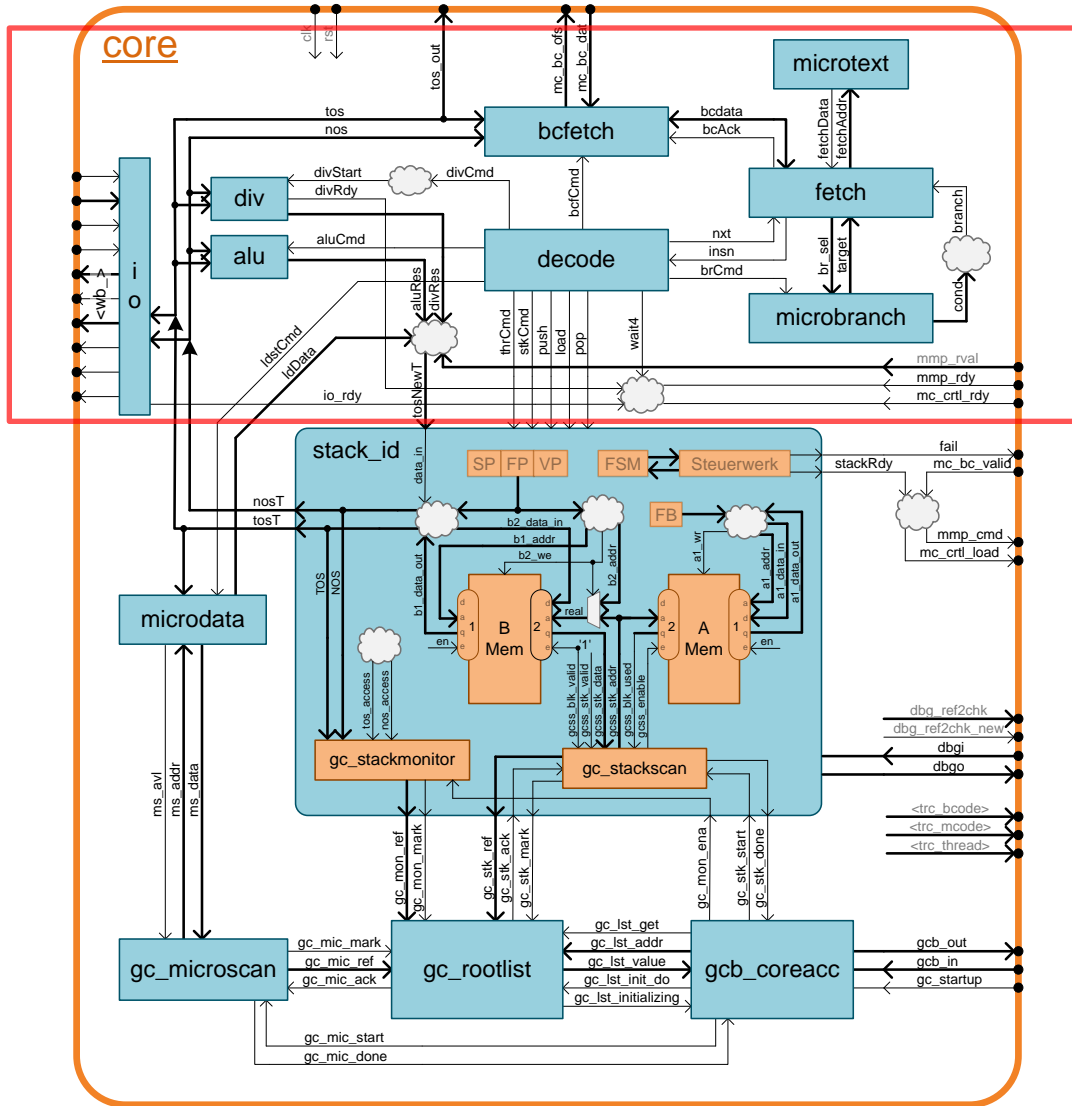 core
clk
rst
tos_out
mc_bc_ofs
mc_bc_dat
microtext
tos
nos
bcfetch
bcdata
bcAck
fetchData
fetchAddr
divStart
divRdy
divCmd
div
bcfCmd
fetch
branch
alu
aluCmd
decode
nxt
insn
brCmd
br_sel
target
i
o
<wb_>
aluRes
divRes
microbranch
cond
ldstCmd
ldData
thrCmd
stkCmd
push
load
pop
wait4
mmp_rval
mmp_rdy
mc_crtl_rdy
io_rdy
tosNewT
stack_id
data_in
SP
FP
VP
FSM
Steuerwerk
fail
stackRdy
mc_bc_valid
nosT
tosT
FB
b2_data_in
b1_addr
b2_we
b1_data_out
b2_addr
a1_wr
a1_addr
a1_data_in
a1_data_out
mmp_cmd
mc_crtl_load
TOS
NOS
microdata
1
B
Mem
2
d
a
q
e
d
a
q
e
real
2
A
Mem
1
d
a
q
e
a
d
q
e
en
'1'
en
tos_access
nos_access
gcss_blk_valid
gcss_stk_valid
gcss_stk_data
gcss_stk_addr
gcss_blk_used
gcss_enable
dbg_ref2chk
dbg_ref2chk_new
dbgi
dbgo
gc_stackmonitor
gc_stackscan
ms_avl
ms_addr
ms_data
<trc_bcode>
<trc_mcode>
<trc_thread>
gc_mon_ref
gc_mon_mark
gc_stk_ref
gc_stk_ack
gc_stk_mark
gc_mon_ena
gc_stk_start
gc_stk_done
gc_microscan
gc_mic_mark
gc_mic_ref
gc_mic_ack
gc_rootlist
gc_lst_get
gc_lst_addr
gc_lst_value
gc_lst_init_do
gc_lst_initializing
gcb_coreacc
gcb_out
gcb_in
gc_startup
gc_mic_start
gc_mic_done